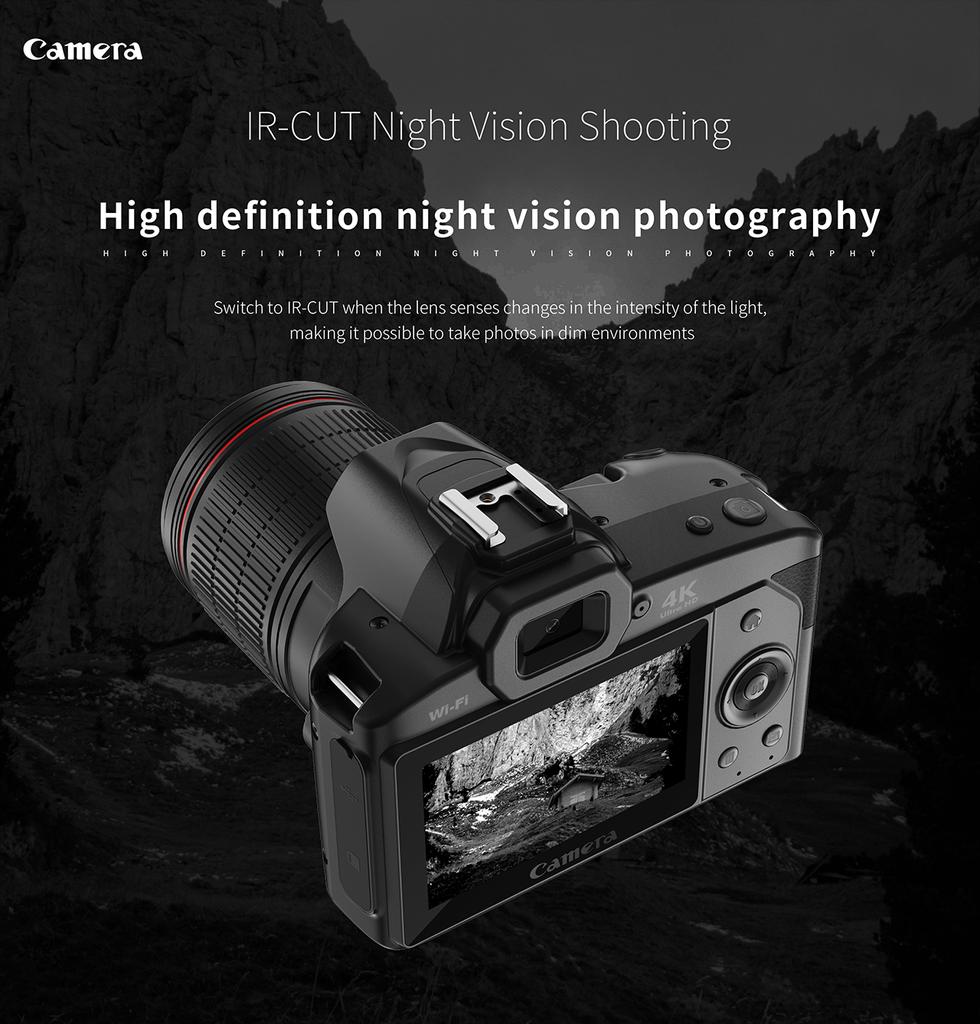 Camera
IR-CUT Night Vision Shooting
High definition night vision photography
HIGH DEFINITION NIGHT VISION PHOTOGRAPHY
Switch to IR-CUT when the lens senses changes in the intensity of the light,
making it possible to take photos in dim environments
4K
Ultra HD
Wi-Fi
Camera